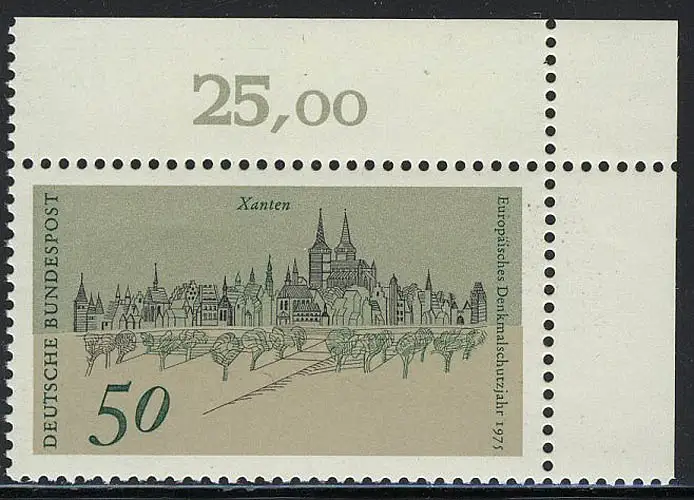 25,00
Xanten
DEUTSCHE BUNDESPOST
Europäisches Denkmalschutzjahr 1975
50